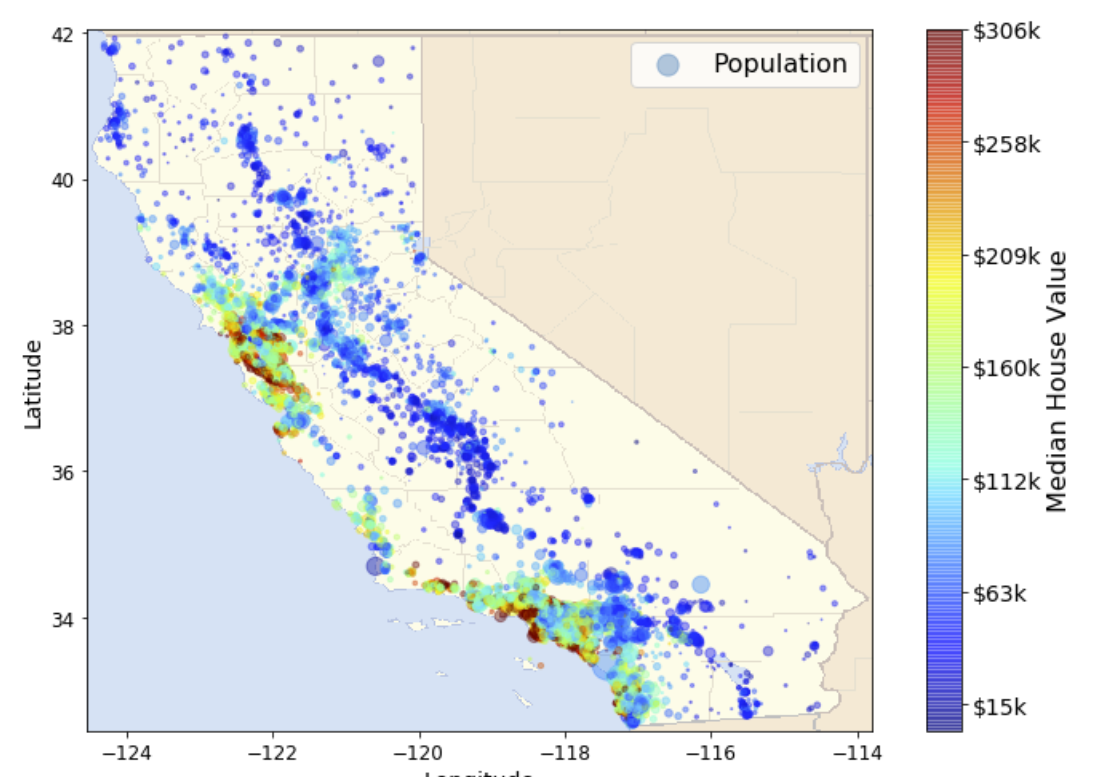 42
40
38
36
34
Latitude
−124
−122
−120
−118
−116
−114
Longitude
Population
$306k
$258k
$209k
$160k
$112k
$63k
$15k
Median House Value